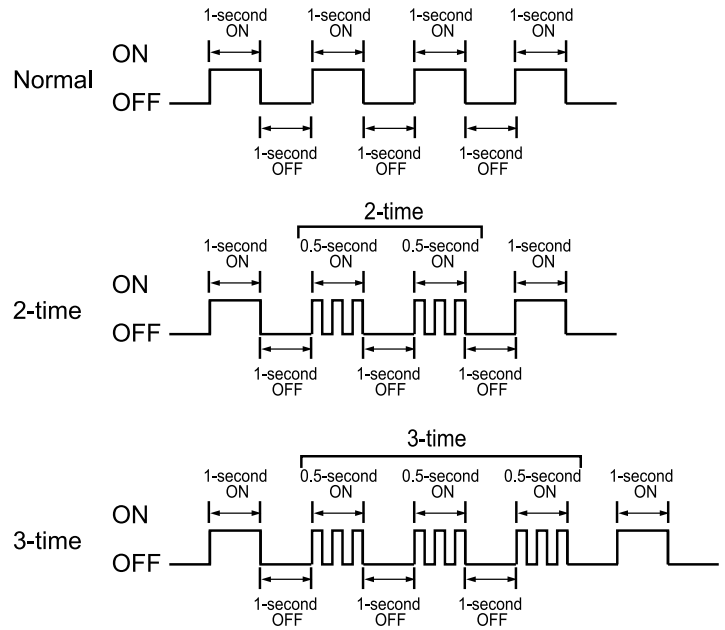 1-second ON 1-second ON 1-second ON 1-second ON
ON
Normal
OFF
1-second OFF 1-second OFF 1-second OFF
2-time
1-second ON 0.5-second ON 0.5-second ON 1-second ON
ON
2-time
OFF
1-second OFF 1-second OFF 1-second OFF
3-time
1-second ON 0.5-second ON 0.5-second ON 0.5-second ON 1-second ON
ON
3-time
OFF
1-second OFF 1-second OFF 1-second OFF